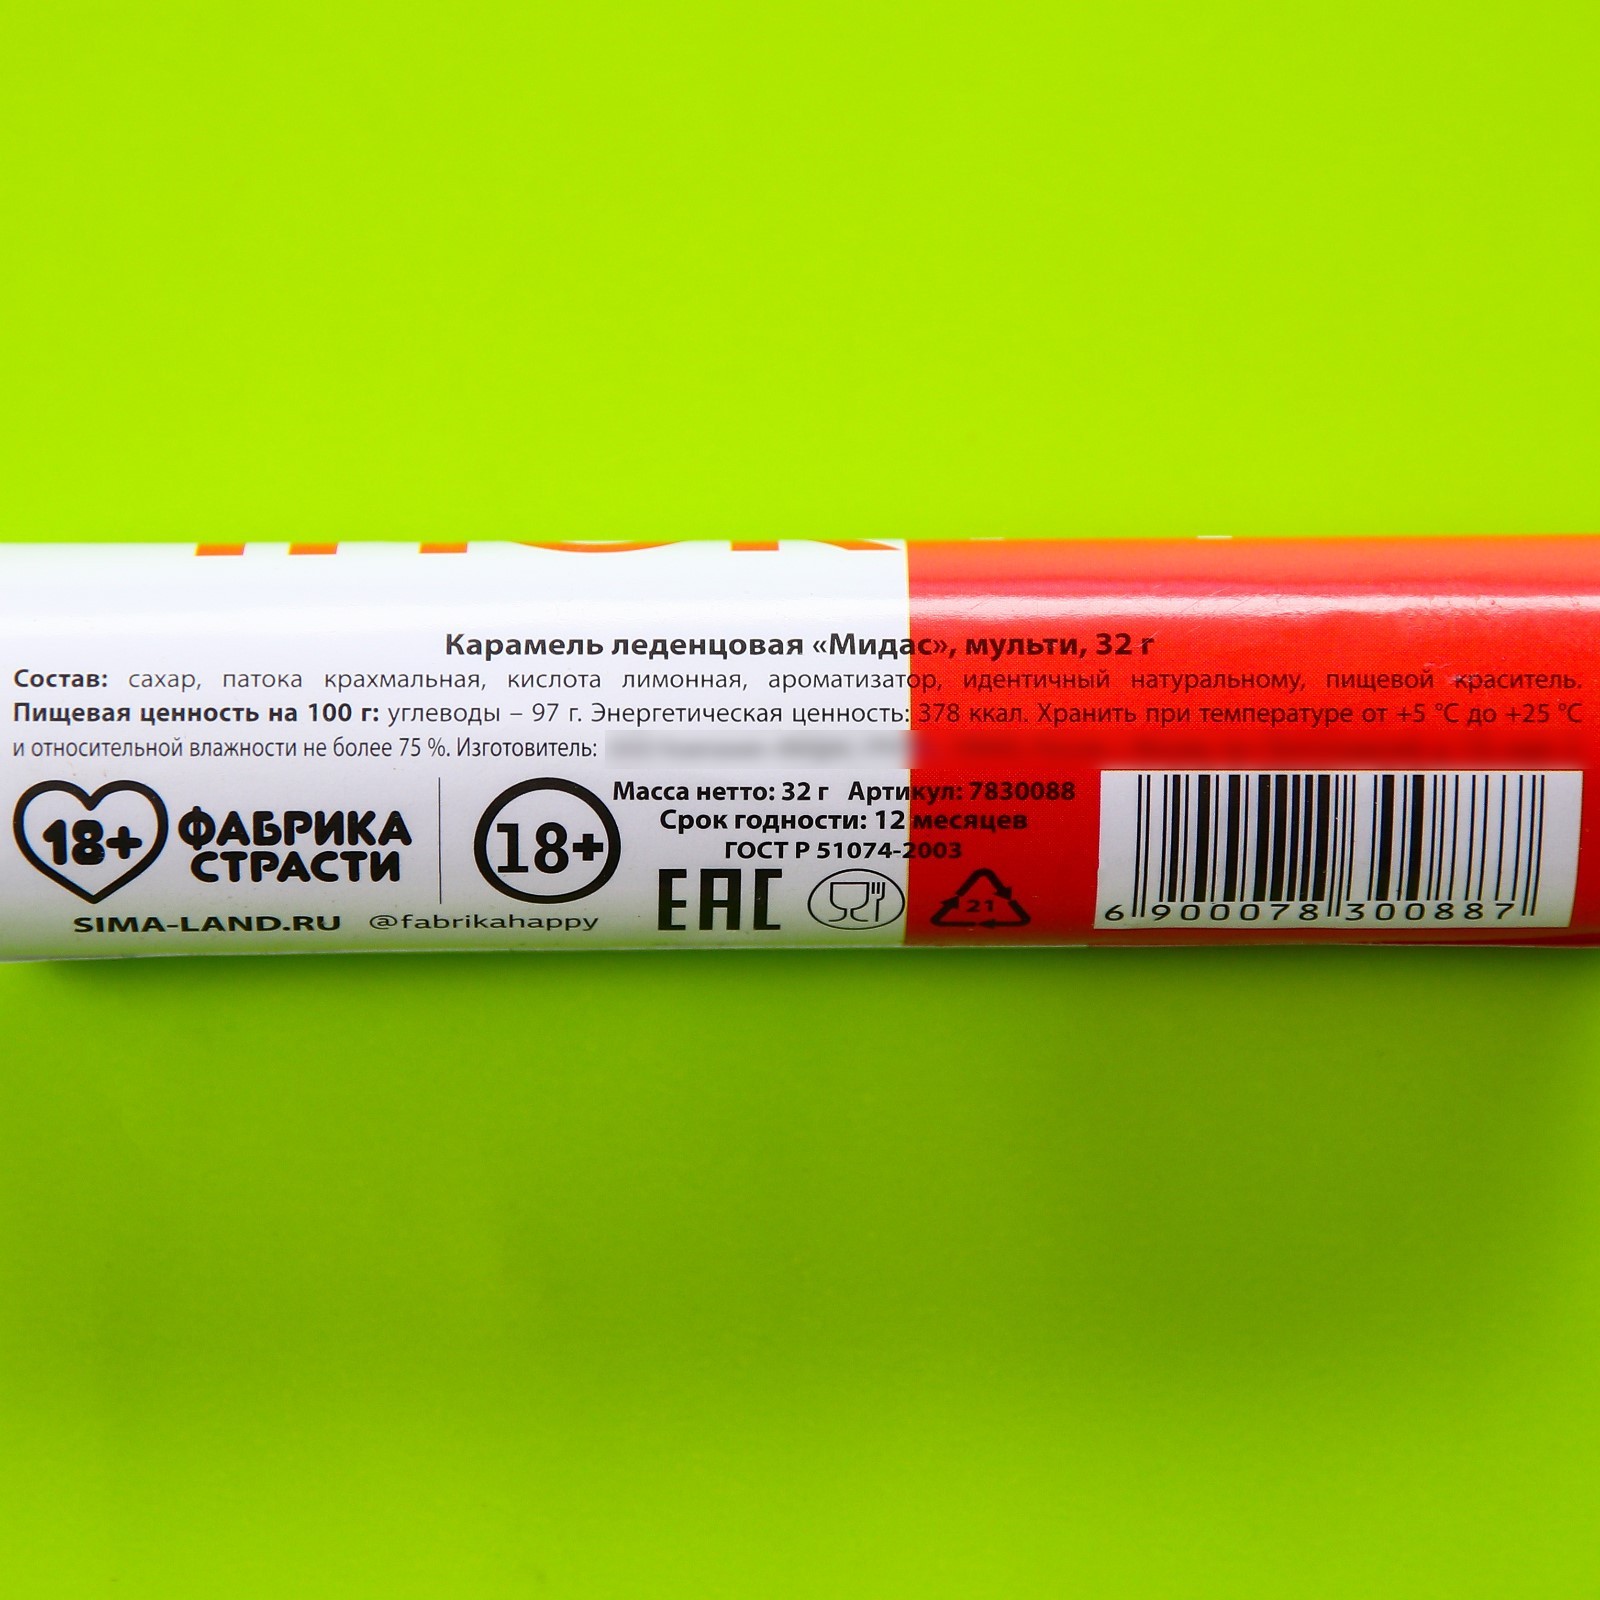 Карамель леденцовая «Мидас», мульти, 32 г
Состав: сахар, патока крахмальная, кислота лимонная, ароматизатор, идентичный натуральному, пищевой краситель.
Пищевая ценность на 100 г: углеводы – 97 г. Энергетическая ценность: 378 ккал. Хранить при температуре от +5 °C до +25 °C
и относительной влажности не более 75 %. Изготовитель:
18+ ФАБРИКА
СТРАСТИ
SIMA-LAND.RU @fabrikahappy
18+
Масса нетто: 32 г Артикул: 7830088
Срок годности: 12 месяцев
ГОСТ Р 51074-2003
EAC
21
6 900078 300887